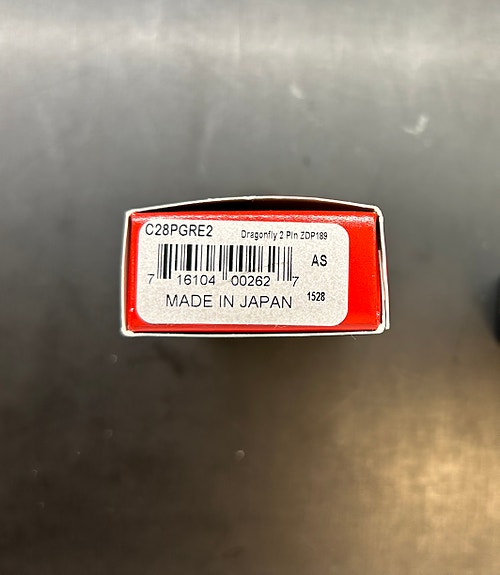 C28PGRE2 Dragonfly 2 Pin ZDP189
AS
7 16104 00262 7
MADE IN JAPAN 1528